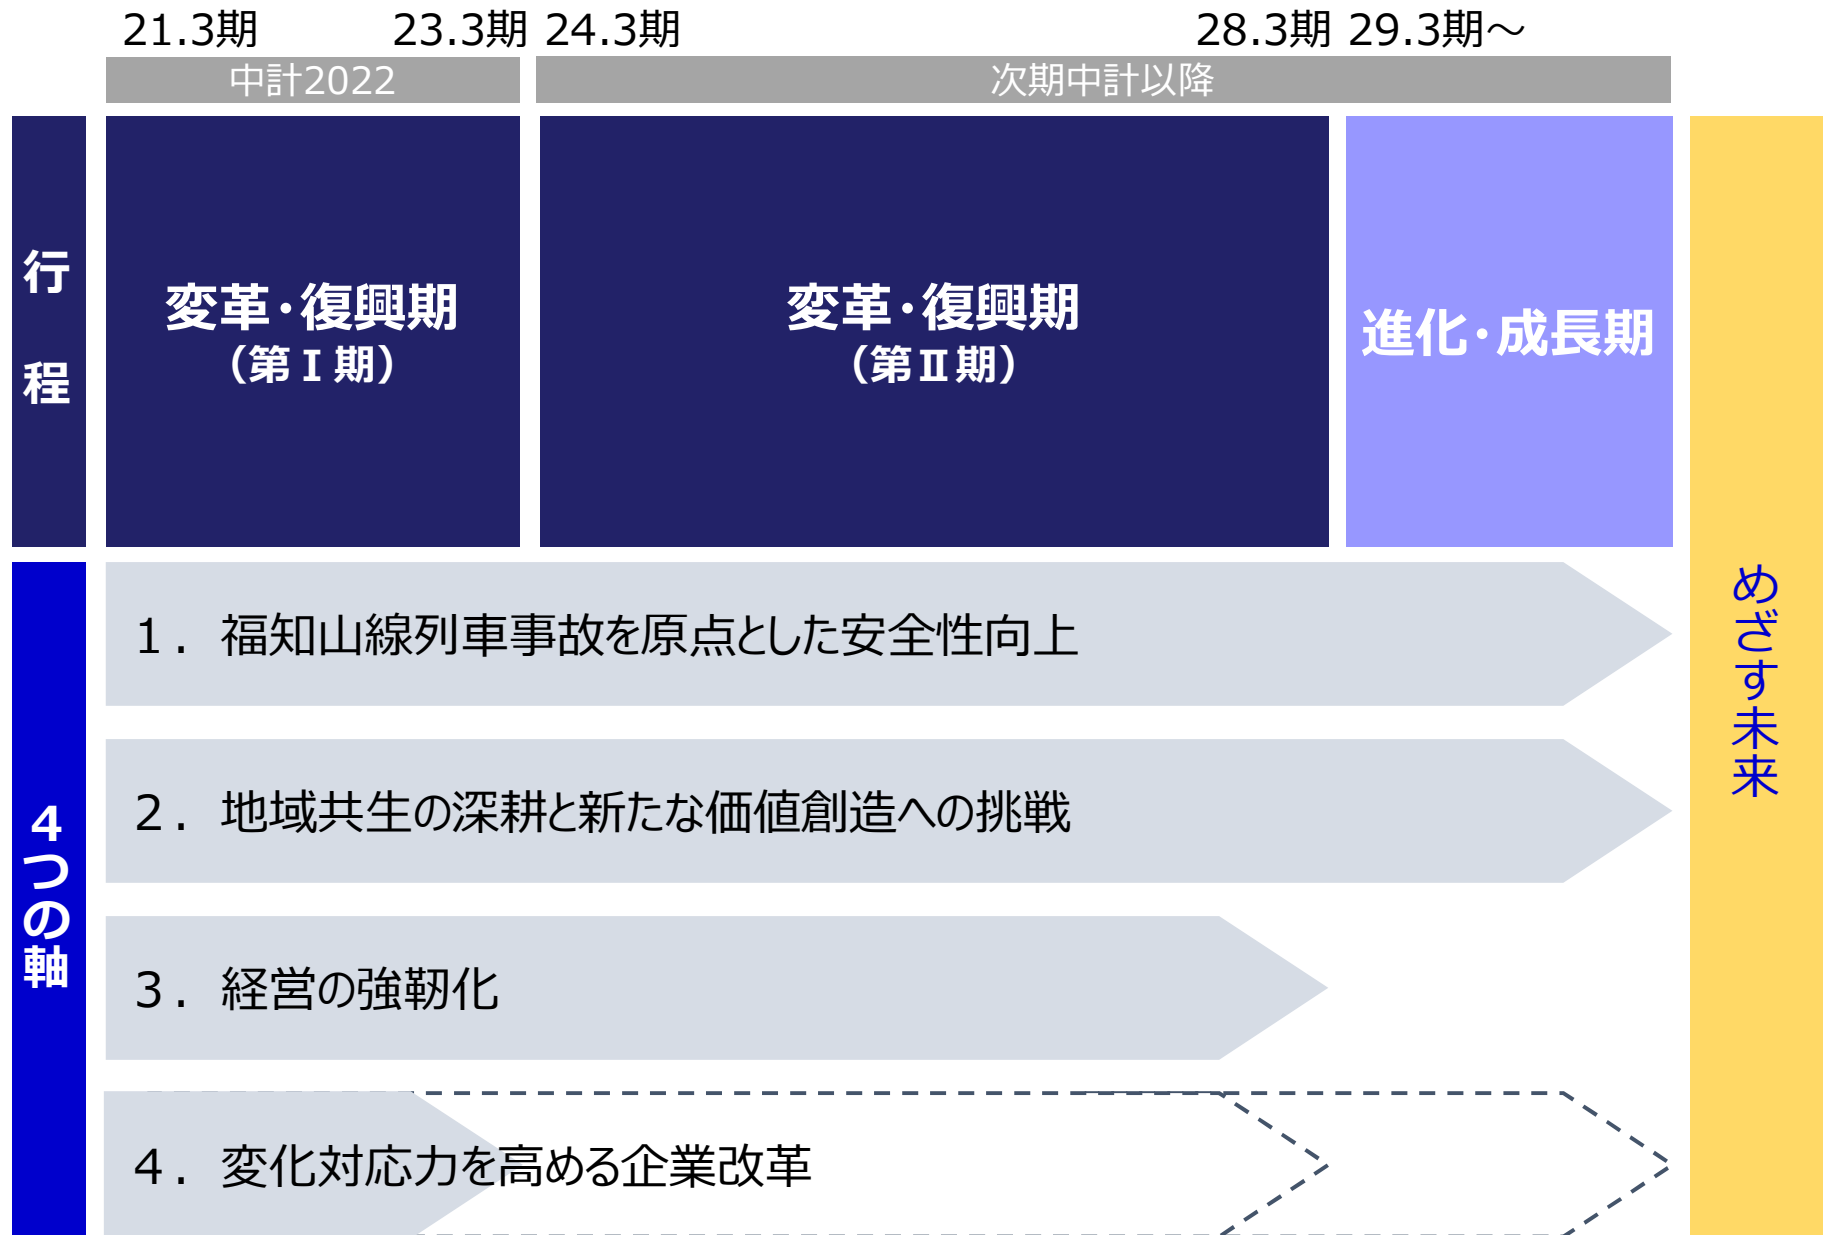 21.3期 23.3期 24.3期 28.3期 29.3期～
中計2022 次期中計以降
行程
変革・復興期
（第Ⅰ期）
変革・復興期
（第Ⅱ期）
進化・成長期
4つの軸
１．福知山線列車事故を原点とした安全性向上
２．地域共生の深耕と新たな価値創造への挑戦
３．経営の強靭化
４．変化対応力を高める企業改革
めざす未来